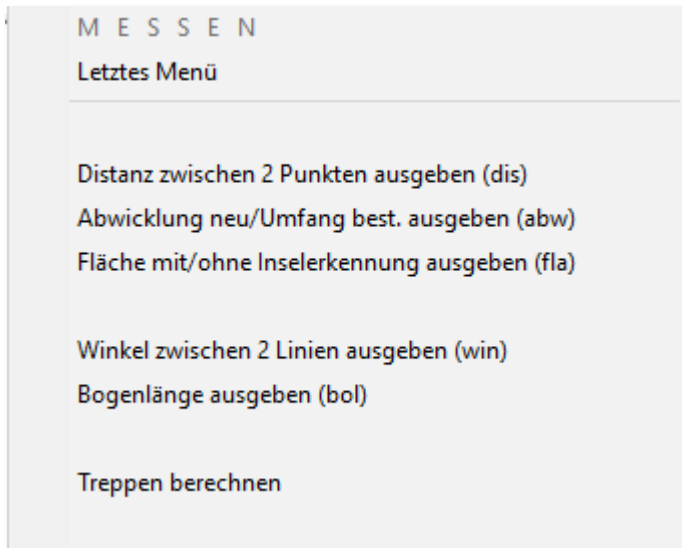 M E S S E N
Letztes Menü
Distanz zwischen 2 Punkten ausgeben (dis)
Abwicklung neu/Umfang best. ausgeben (abw)
Fläche mit/ohne Inselerkennung ausgeben (fla)
Winkel zwischen 2 Linien ausgeben (win)
Bogenlänge ausgeben (bol)
Treppen berechnen